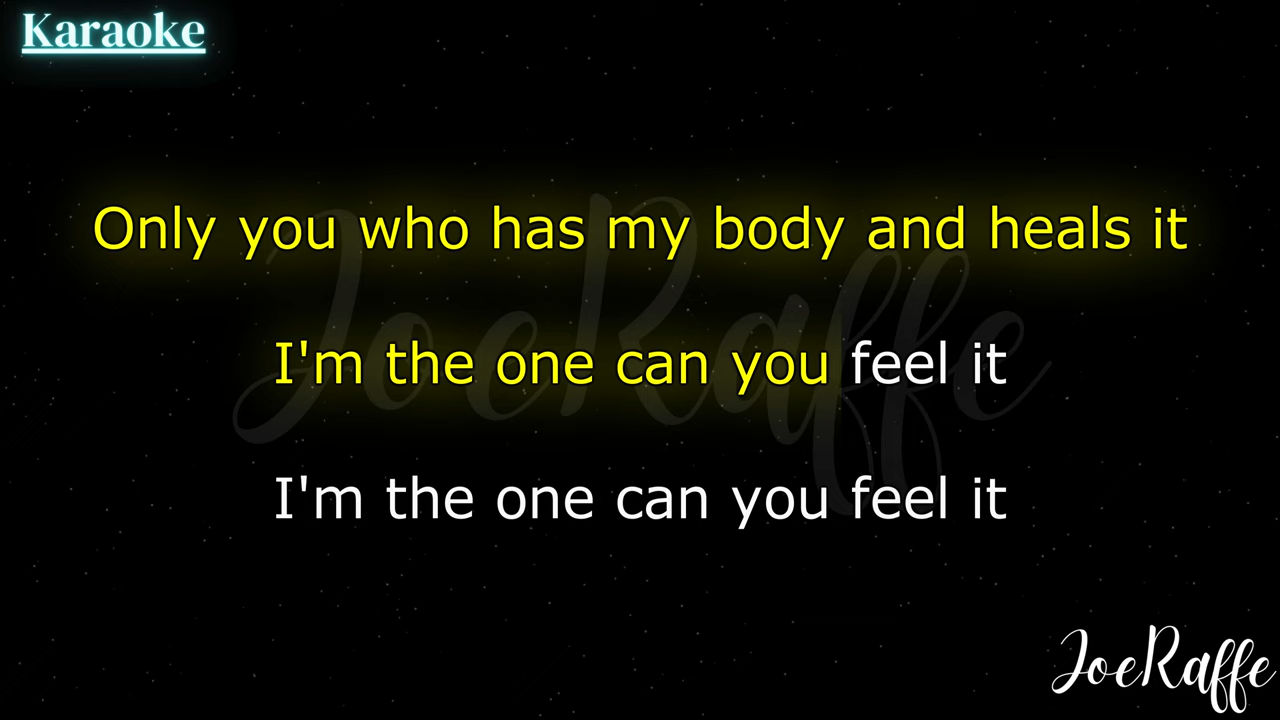 Karaoke
Only you who has my body and heals it
I'm the one can you feel it
I'm the one can you feel it
JoeRaffe
JoeRaffe